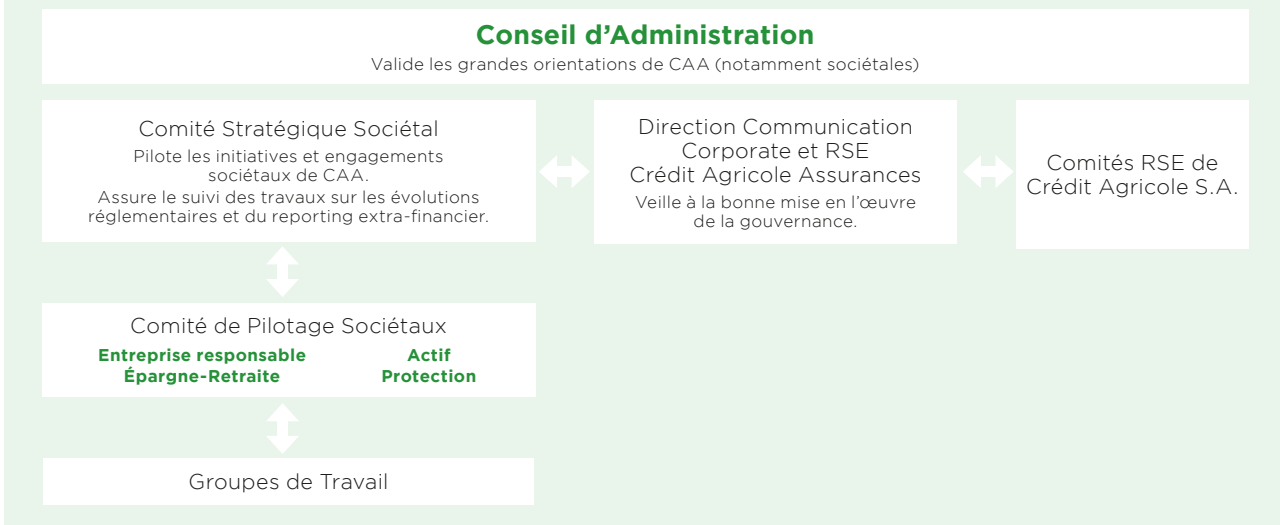 Conseil d'Administration
Valide les grandes orientations de CAA (notamment sociétales)
Comité Stratégique Sociétal
Pilote les initiatives et engagements
sociétaux de CAA.
Assure le suivi des travaux sur les évolutions
réglementaires et du reporting extra-financier.
Direction Communication
Corporate et RSE
Crédit Agricole Assurances
Veille à la bonne mise en l'œuvre
de la gouvernance.
Comités RSE de
Crédit Agricole S.A.
Comité de Pilotage Sociétaux
Entreprise responsable
Épargne-Retraite
Actif
Protection
Groupes de Travail